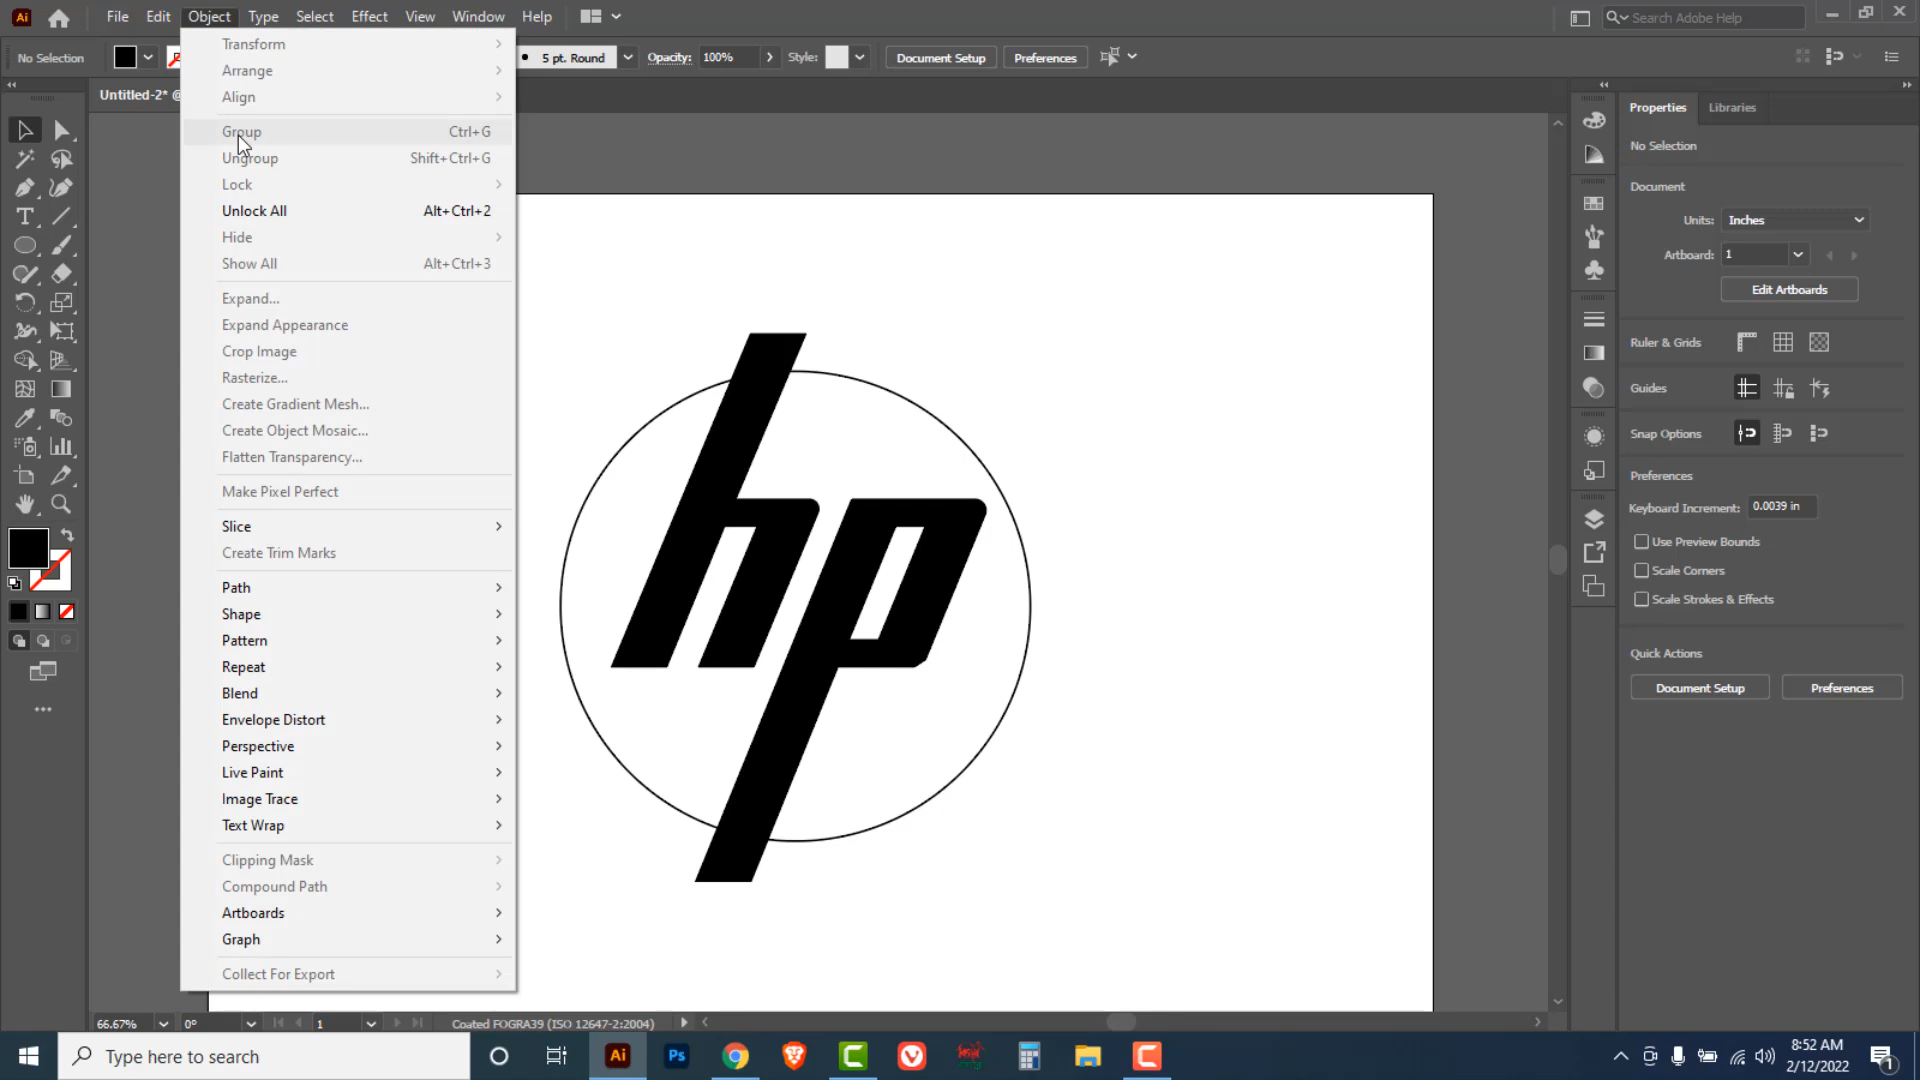 Ai File Edit Object Type Select Effect View Window Help Search Adobe Help
No Selection 5 pt. Round Opacity: 100% Style: Document Setup Preferences
Untitled-2* @
Transform
Arrange
Align
Group Ctrl+G
Ungroup Shift+Ctrl+G
Lock
Unlock All Alt+Ctrl+2
Hide
Show All Alt+Ctrl+3
Expand...
Expand Appearance
Crop Image
Rasterize...
Create Gradient Mesh...
Create Object Mosaic...
Flatten Transparency...
Make Pixel Perfect
Slice
Create Trim Marks
Path
Shape
Pattern
Repeat
Blend
Envelope Distort
Perspective
Live Paint
Image Trace
Text Wrap
Clipping Mask
Compound Path
Artboards
Graph
Collect For Export
hp
Properties Libraries
No Selection
Document
Units: Inches
Artboard: 1
Edit Artboards
Ruler & Grids
Guides
Snap Options
Preferences
Keyboard Increment: 0.0039 in
Use Preview Bounds
Scale Corners
Scale Strokes & Effects
Quick Actions
Document Setup Preferences
66.67% 0° 1 Coated FOGRA39 (ISO 12647-2:2004)
Type here to search Ai Ps 8:52 AM
2/12/2022 1